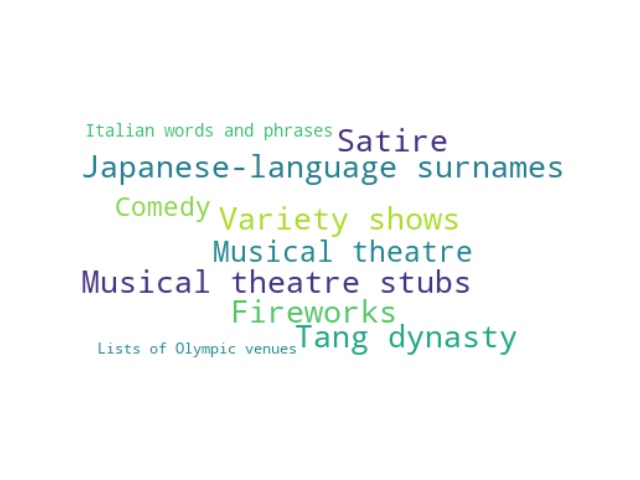 Italian words and phrases
Satire
Japanese-language surnames
Comedy
Variety shows
Musical theatre
Musical theatre stubs
Fireworks
Tang dynasty
Lists of Olympic venues